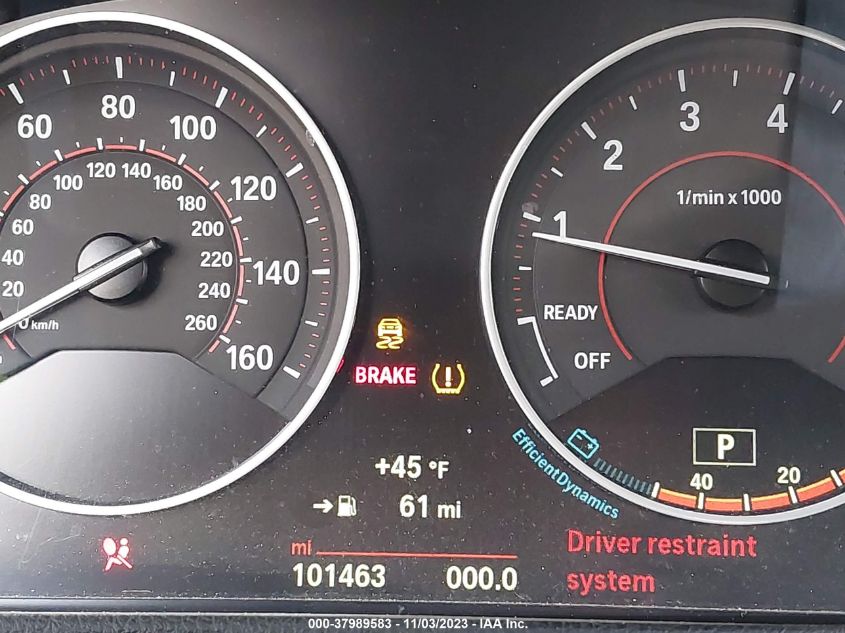 60
80
100
120
140
160
20
40
60
80
100
120
140
160
180
200
220
240
260
0 km/h
1
2
3
4
1/min x 1000
READY
OFF
BRAKE
P
+45 °F
61 mi
EfficientDynamics
40
20
mi
101463
000.0
Driver restraint
system
000-37989583 - 11/03/2023 - IAA Inc.